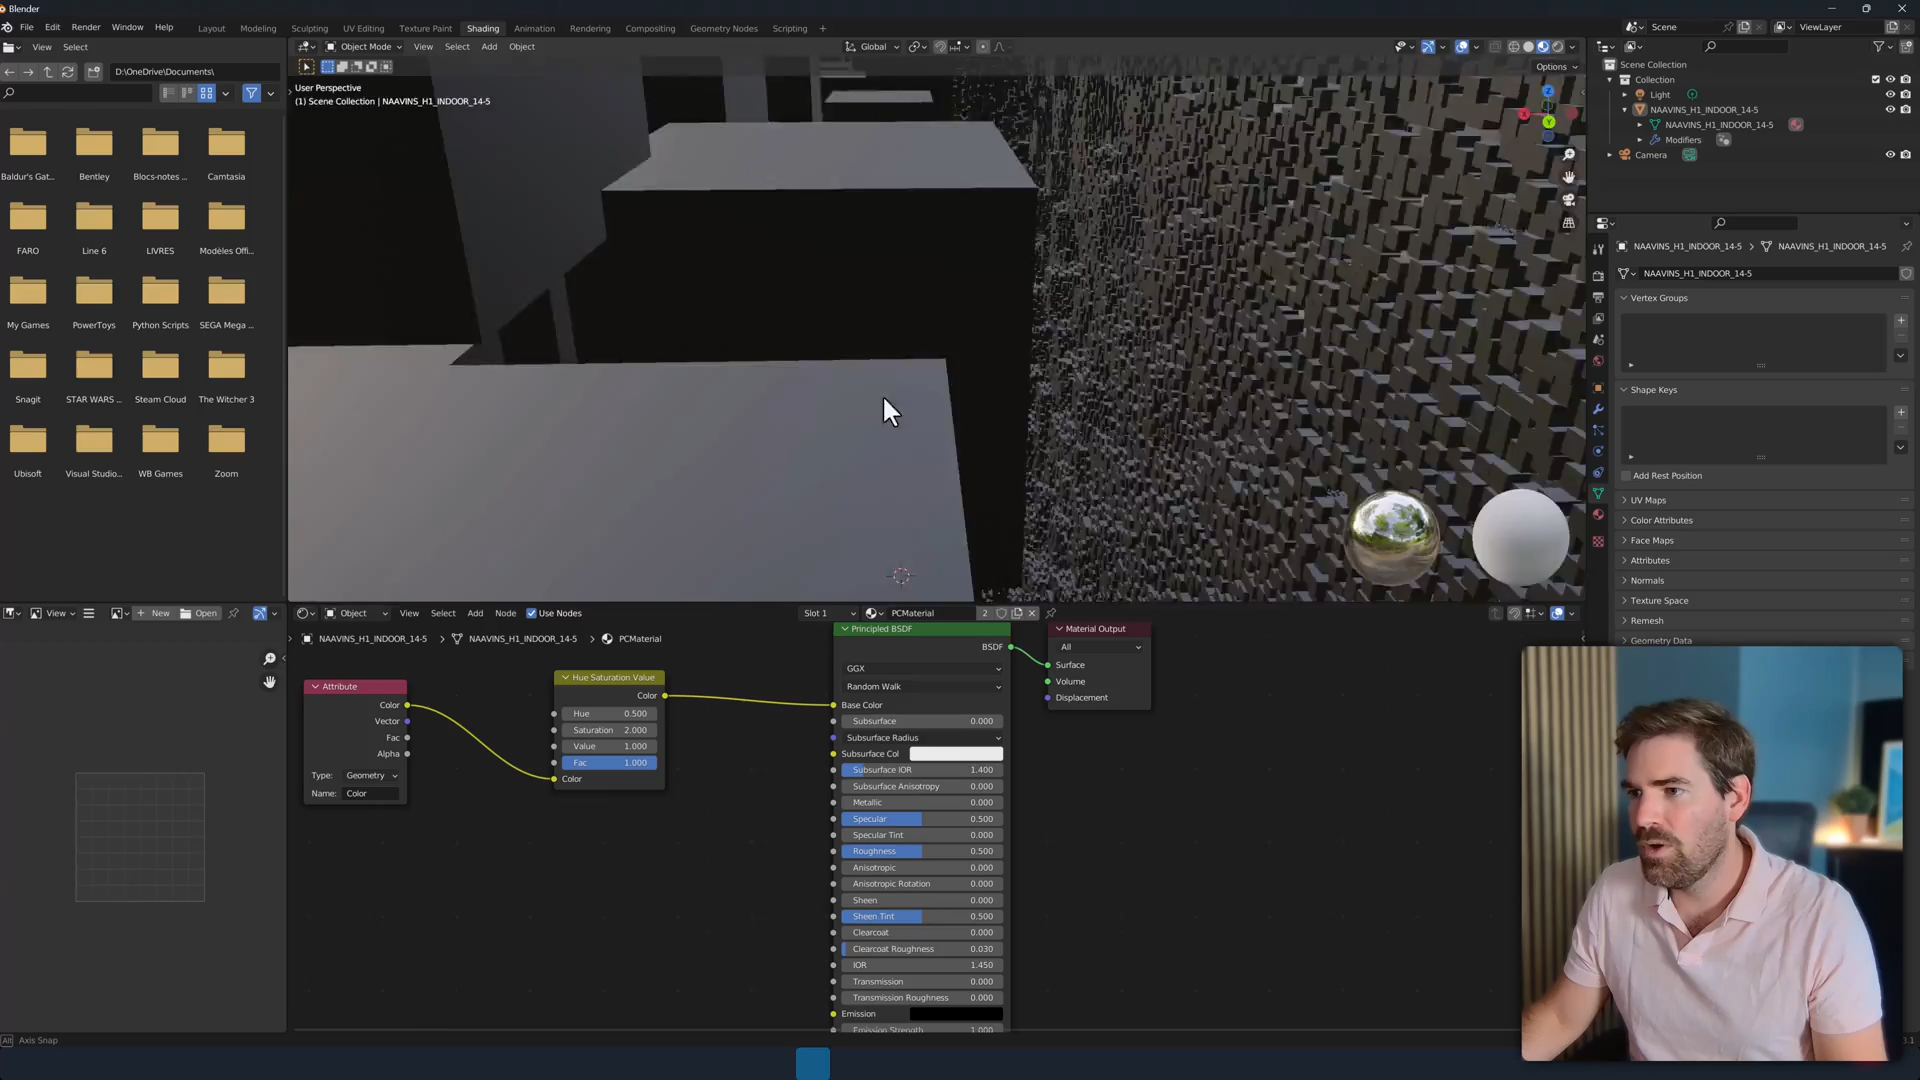 Blender
File Edit Render Window Help Layout Modeling Sculpting UV Editing Texture Paint Shading Animation Rendering Compositing Geometry Nodes Scripting + Scene ViewLayer
View Select Object Mode View Select Add Object Global
D:\OneDrive\Documents\ Options
User Perspective
(1) Scene Collection | NAAVINS_H1_INDOOR_14-5
Scene Collection
Collection
Light
NAAVINS_H1_INDOOR_14-5
NAAVINS_H1_INDOOR_14-5
Modifiers
Camera
X
Y
Z
Baldur's Gat... Bentley Blocs-notes ... Camtasia
FARO Line 6 LIVRES Modèles Offi...
My Games PowerToys Python Scripts SEGA Mega ...
Snagit STAR WARS ... Steam Cloud The Witcher 3
Ubisoft Visual Studio... WB Games Zoom
NAAVINS_H1_INDOOR_14-5 > NAAVINS_H1_INDOOR_14-5
NAAVINS_H1_INDOOR_14-5
Vertex Groups
Shape Keys
Add Rest Position
UV Maps
Color Attributes
Face Maps
Attributes
Normals
Texture Space
Remesh
Geometry Data
View New Open Object View Select Add Node Use Nodes Slot 1 PCMaterial 2
NAAVINS_H1_INDOOR_14-5 > NAAVINS_H1_INDOOR_14-5 > PCMaterial
Attribute
Color
Vector
Fac
Alpha
Type: Geometry
Name: Color
Hue Saturation Value
Color
Hue 0.500
Saturation 2.000
Value 1.000
Fac 1.000
Color
Principled BSDF
BSDF
GGX
Random Walk
Base Color
Subsurface 0.000
Subsurface Radius
Subsurface Col
Subsurface IOR 1.400
Subsurface Anisotropy 0.000
Metallic 0.000
Specular 0.500
Specular Tint 0.000
Roughness 0.500
Anisotropic 0.000
Anisotropic Rotation 0.000
Sheen 0.000
Sheen Tint 0.500
Clearcoat 0.000
Clearcoat Roughness 0.030
IOR 1.450
Transmission 0.000
Transmission Roughness 0.000
Emission
Emission Strength 1.000
Material Output
All
Surface
Volume
Displacement
Alt Axis Snap